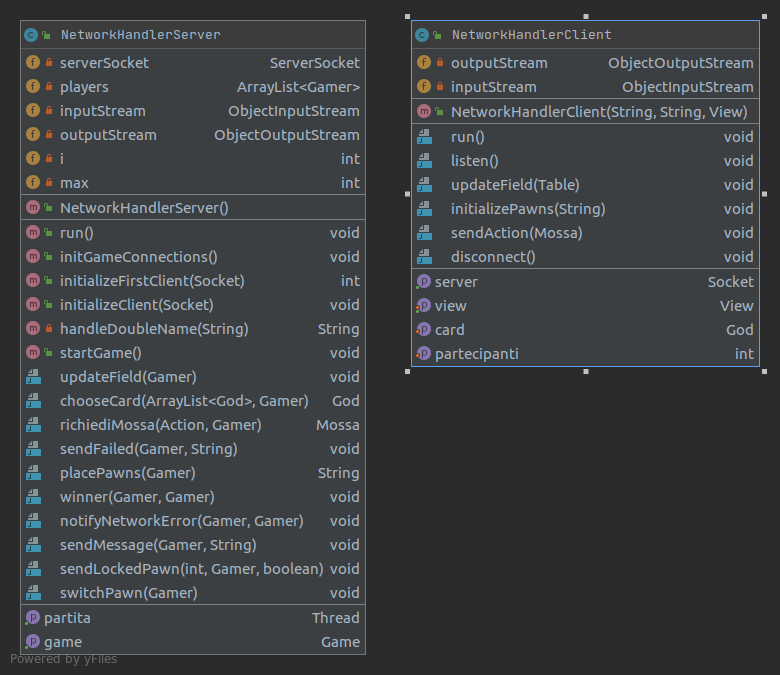 NetworkHandlerServer
serverSocket ServerSocket
players ArrayList<Gamer>
inputStream ObjectInputStream
outputStream ObjectOutputStream
i int
max int
NetworkHandlerServer()
run() void
initGameConnections() void
initializeFirstClient(Socket) int
initializeClient(Socket) void
handleDoubleName(String) String
startGame() void
updateField(Gamer) void
chooseCard(ArrayList<God>, Gamer) God
richiediMossa(Action, Gamer) Mossa
sendFailed(Gamer, String) void
placePawns(Gamer) String
winner(Gamer, Gamer) void
notifyNetworkError(Gamer, Gamer) void
sendMessage(Gamer, String) void
sendLockedPawn(int, Gamer, boolean) void
switchPawn(Gamer) void
partita Thread
game Game
Powered by yFiles
NetworkHandlerClient
outputStream ObjectOutputStream
inputStream ObjectInputStream
NetworkHandlerClient(String, String, View)
run() void
listen() void
updateField(Table) void
initializePawns(String) void
sendAction(Mossa) void
disconnect() void
server Socket
view View
card God
partecipanti int